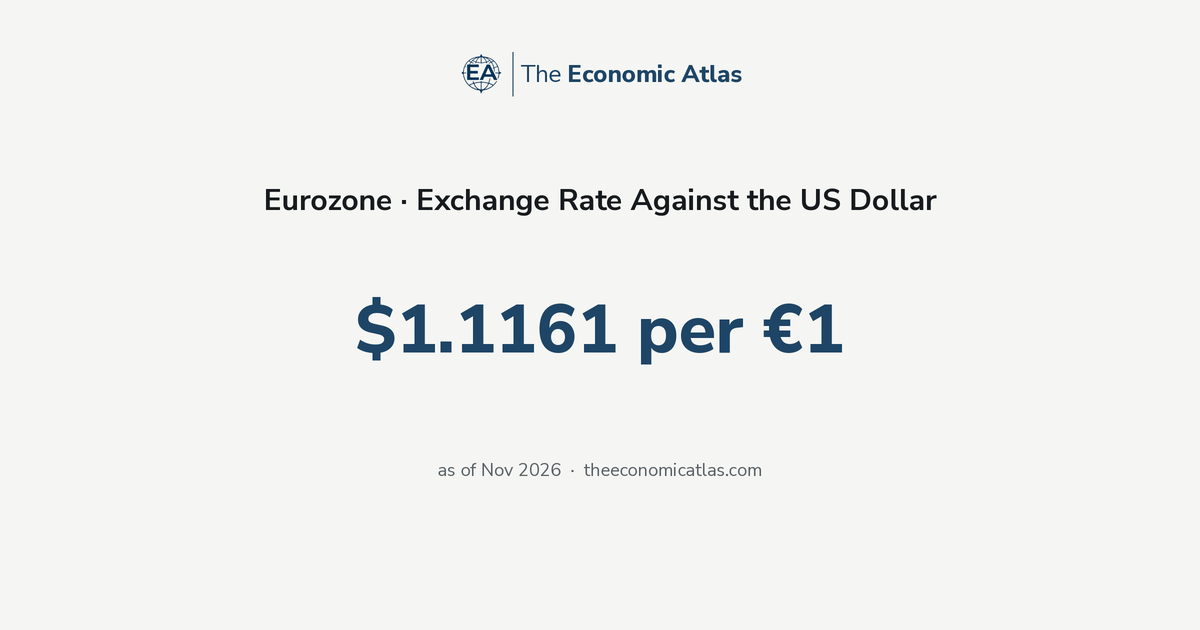 EA The Economic Atlas
Eurozone · Exchange Rate Against the US Dollar
$1.1161 per €1
as of Nov 2026 · theeconomicatlas.com